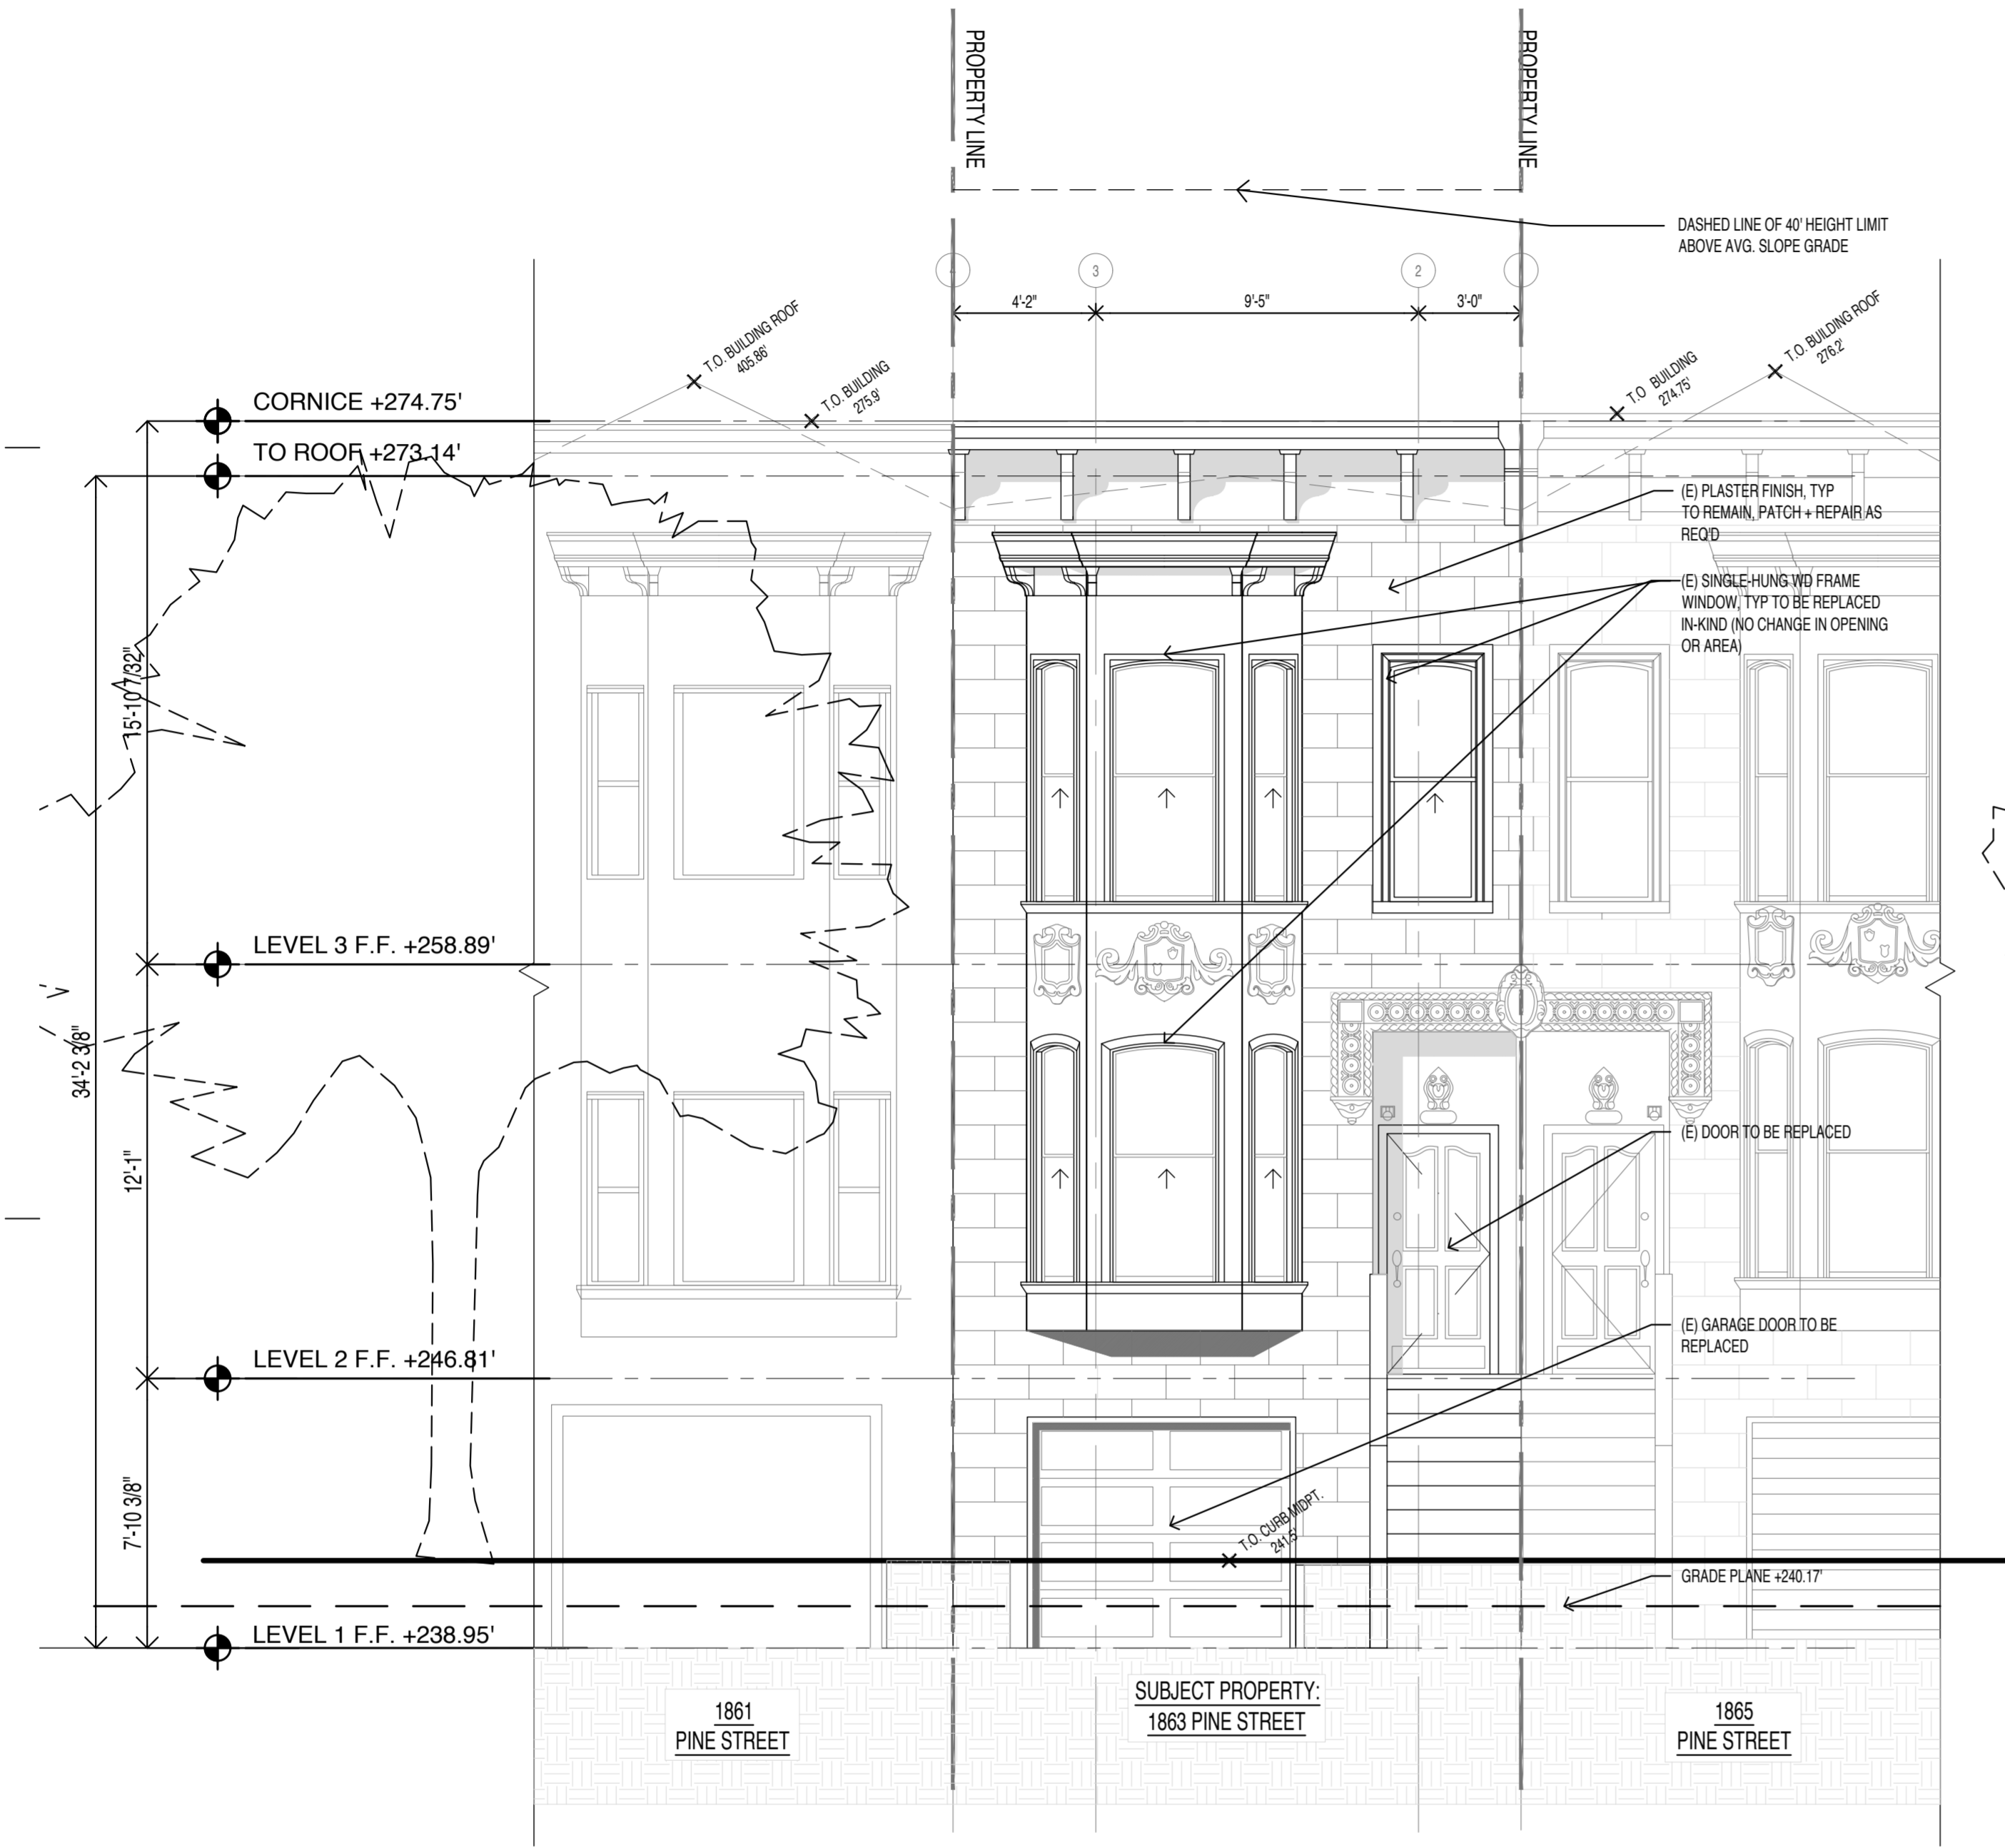 PROPERTY LINE
PROPERTY LINE
DASHED LINE OF 40' HEIGHT LIMIT
ABOVE AVG. SLOPE GRADE
3
2
4'-2"
9'-5"
3'-0"
T.O. BUILDING ROOF
405.86'
T.O. BUILDING
275.9'
T.O BUILDING
274.75'
T.O. BUILDING ROOF
276.2'
CORNICE +274.75'
TO ROOF +273.14'
(E) PLASTER FINISH, TYP
TO REMAIN, PATCH + REPAIR AS
REQ'D
(E) SINGLE-HUNG WD FRAME
WINDOW, TYP TO BE REPLACED
IN-KIND (NO CHANGE IN OPENING
OR AREA)
15'-10 7/32"
LEVEL 3 F.F. +258.89'
34'-2 3/8"
12'-1"
(E) DOOR TO BE REPLACED
(E) GARAGE DOOR TO BE
REPLACED
LEVEL 2 F.F. +246.81'
7'-10 3/8"
T.O. CURB MIDPT.
241.5'
GRADE PLANE +240.17'
LEVEL 1 F.F. +238.95'
1861
PINE STREET
SUBJECT PROPERTY:
1863 PINE STREET
1865
PINE STREET